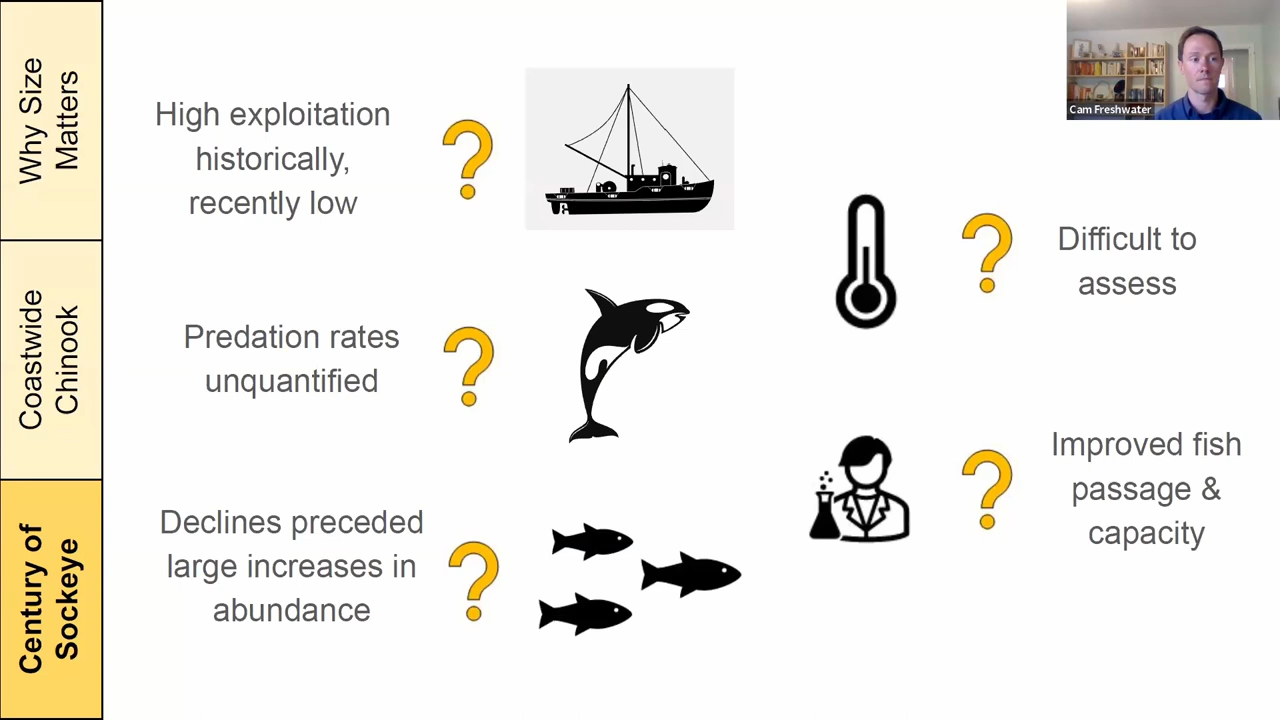 Why Size
Matters
Coastwide
Chinook
Century of
Sockeye
High exploitation
historically,
recently low
?
Predation rates
unquantified
?
Declines preceded
large increases in
abundance
?
?
Difficult to
assess
?
Improved fish
passage &
capacity
Cam Freshwater